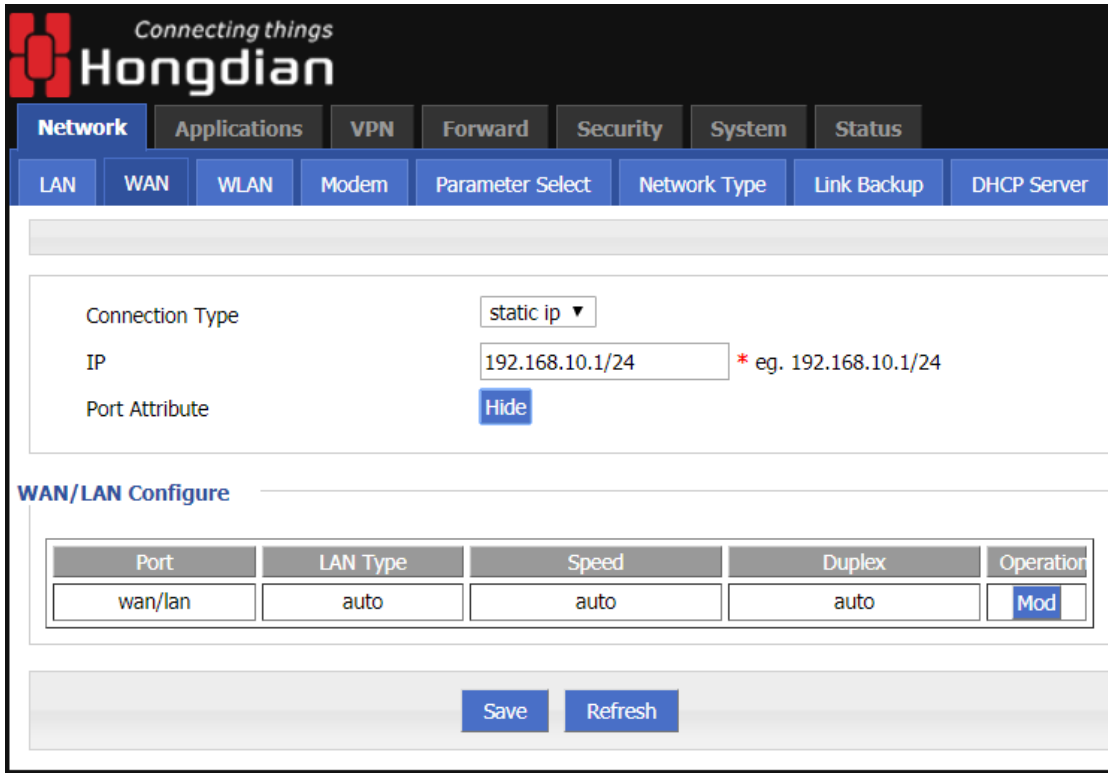 Connecting things
Hongdian
Network Applications VPN Forward Security System Status
LAN WAN WLAN Modem Parameter Select Network Type Link Backup DHCP Server
Connection Type static ip ▼
IP 192.168.10.1/24 * eg. 192.168.10.1/24
Port Attribute Hide
WAN/LAN Configure
Port LAN Type Speed Duplex Operation
wan/lan auto auto auto Mod
Save Refresh